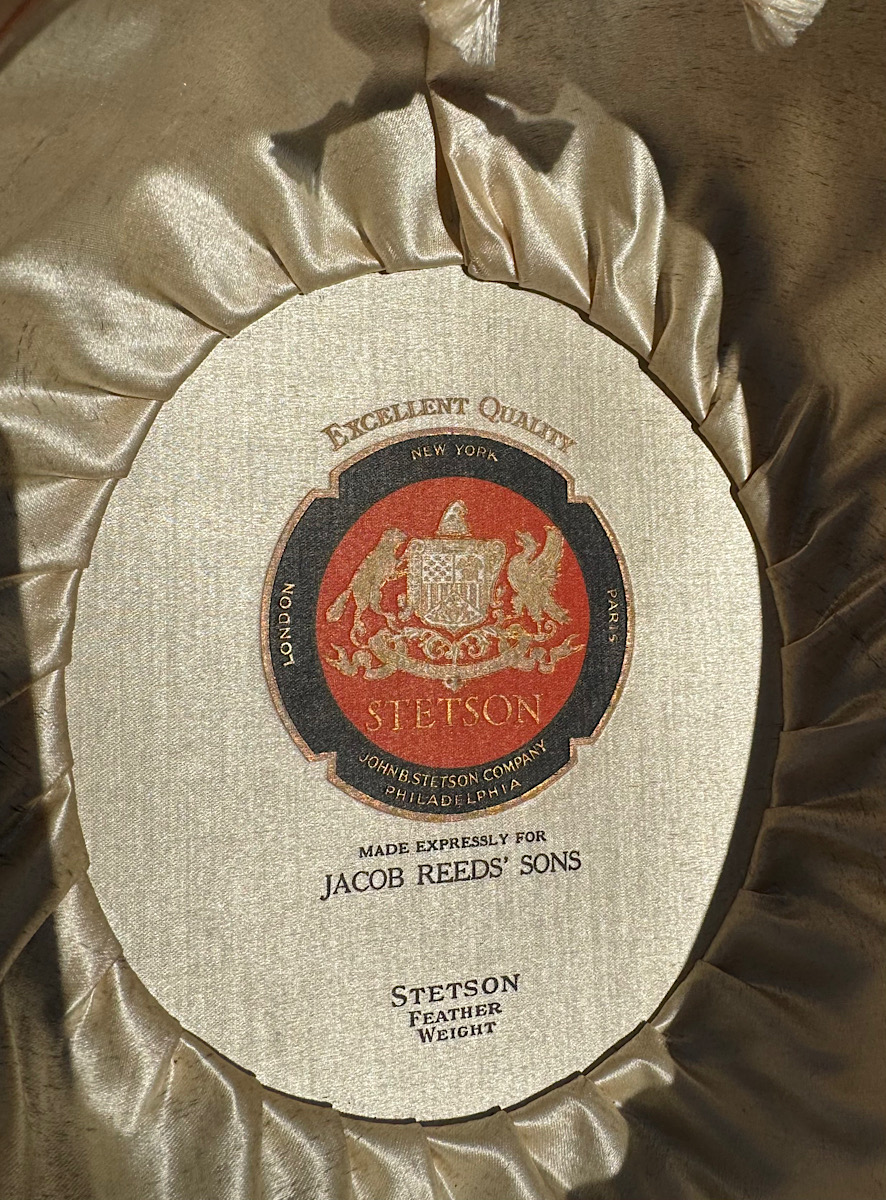 EXCELLENT QUALITY
NEW YORK
LONDON
PARIS
STETSON
JOHN B. STETSON COMPANY
PHILADELPHIA
MADE EXPRESSLY FOR
JACOB REEDS' SONS
STETSON
FEATHER
WEIGHT